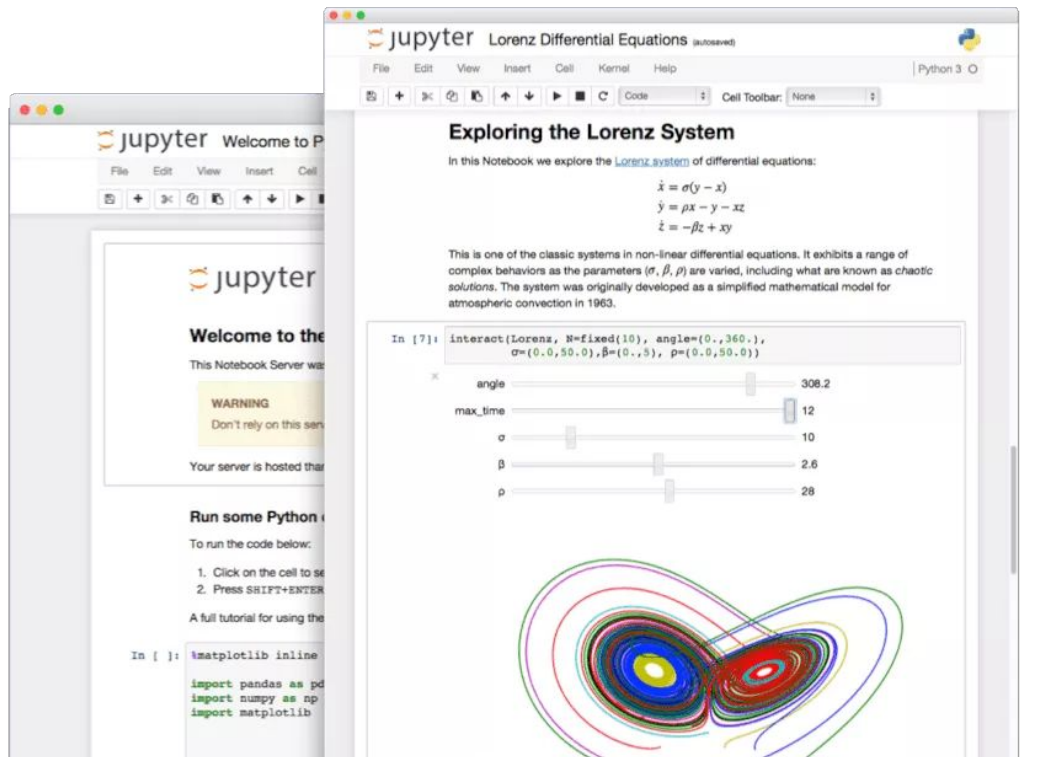 jupyter Lorenz Differential Equations (autosaved)
File Edit View Insert Cell Kernel Help Python 3
Code Cell Toolbar: None
Exploring the Lorenz System
In this Notebook we explore the Lorenz system of differential equations:
ẋ = σ(y − x)
ẏ = ρx − y − xz
ż = −βz + xy
This is one of the classic systems in non-linear differential equations. It exhibits a range of
complex behaviors as the parameters (σ, β, ρ) are varied, including what are known as chaotic
solutions. The system was originally developed as a simplified mathematical model for
atmospheric convection in 1963.
In [7]: interact(Lorenz, N=fixed(10), angle=(0.,360.),
σ=(0.0,50.0),β=(0.,5), ρ=(0.0,50.0))
angle 308.2
max_time 12
σ 10
β 2.6
ρ 28
jupyter Welcome to P
File Edit View Insert Cell
jupyter
Welcome to the
This Notebook Server was
WARNING
Don't rely on this serv
Your server is hosted than
Run some Python
To run the code below:
1. Click on the cell to se
2. Press SHIFT+ENTER
A full tutorial for using the
In [ ]: %matplotlib inline
import pandas as pd
import numpy as np
import matplotlib